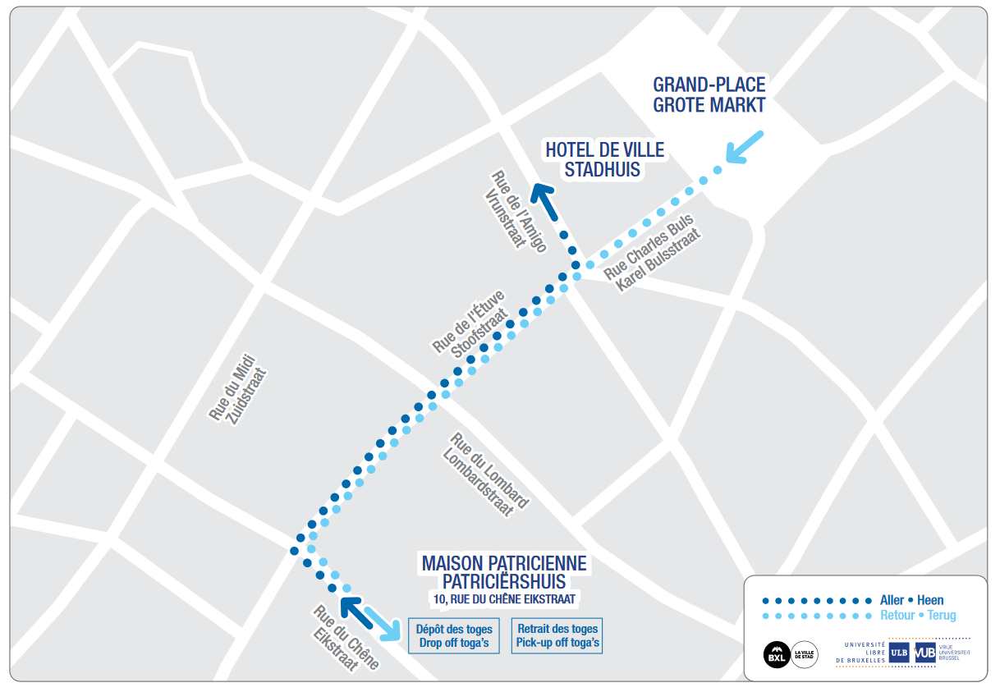 GRAND-PLACE
GROTE MARKT
HOTEL DE VILLE
STADHUIS
Rue de l'Amigo
Vrunstraat
Rue Charles Buls
Karel Bulsstraat
Rue de l'Étuve
Stoofstraat
Rue du Midi
Zuidstraat
Rue du Lombard
Lombardstraat
MAISON PATRICIENNE
PATRICIËRSHUIS
10, RUE DU CHÊNE EIKSTRAAT
Rue du Chêne
Eikstraat
Dépôt des toges
Drop off toga's
Retrait des toges
Pick-up off toga's
Aller • Heen
Retour • Terug
BXL
LA VILLE
DE STAD
UNIVERSITÉ
LIBRE
DE BRUXELLES
ULB
VUB
VRIJE
UNIVERSITEIT
BRUSSEL